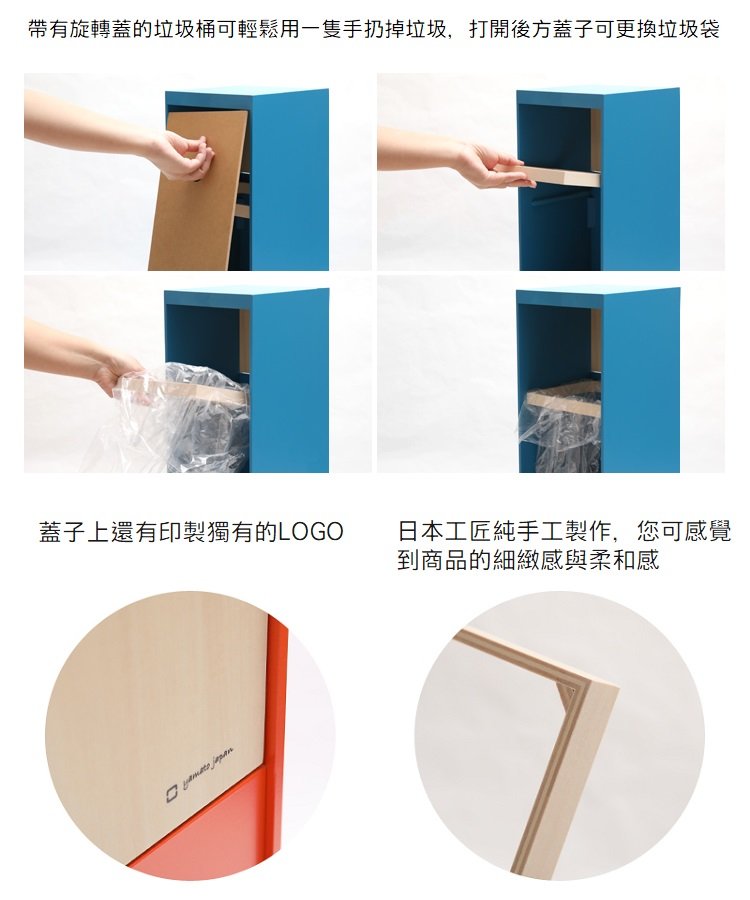 帶有旋轉蓋的垃圾桶可輕鬆用一隻手扔掉垃圾，打開後方蓋子可更換垃圾袋
蓋子上還有印製獨有的LOGO
日本工匠純手工製作，您可感覺
到商品的細緻感與柔和感
yamato japan